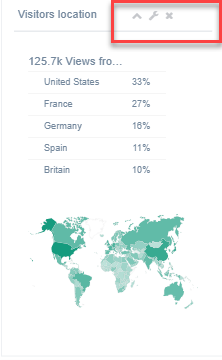 Visitors location
125.7k Views fro...
United States 33%
France 27%
Germany 16%
Spain 11%
Britain 10%